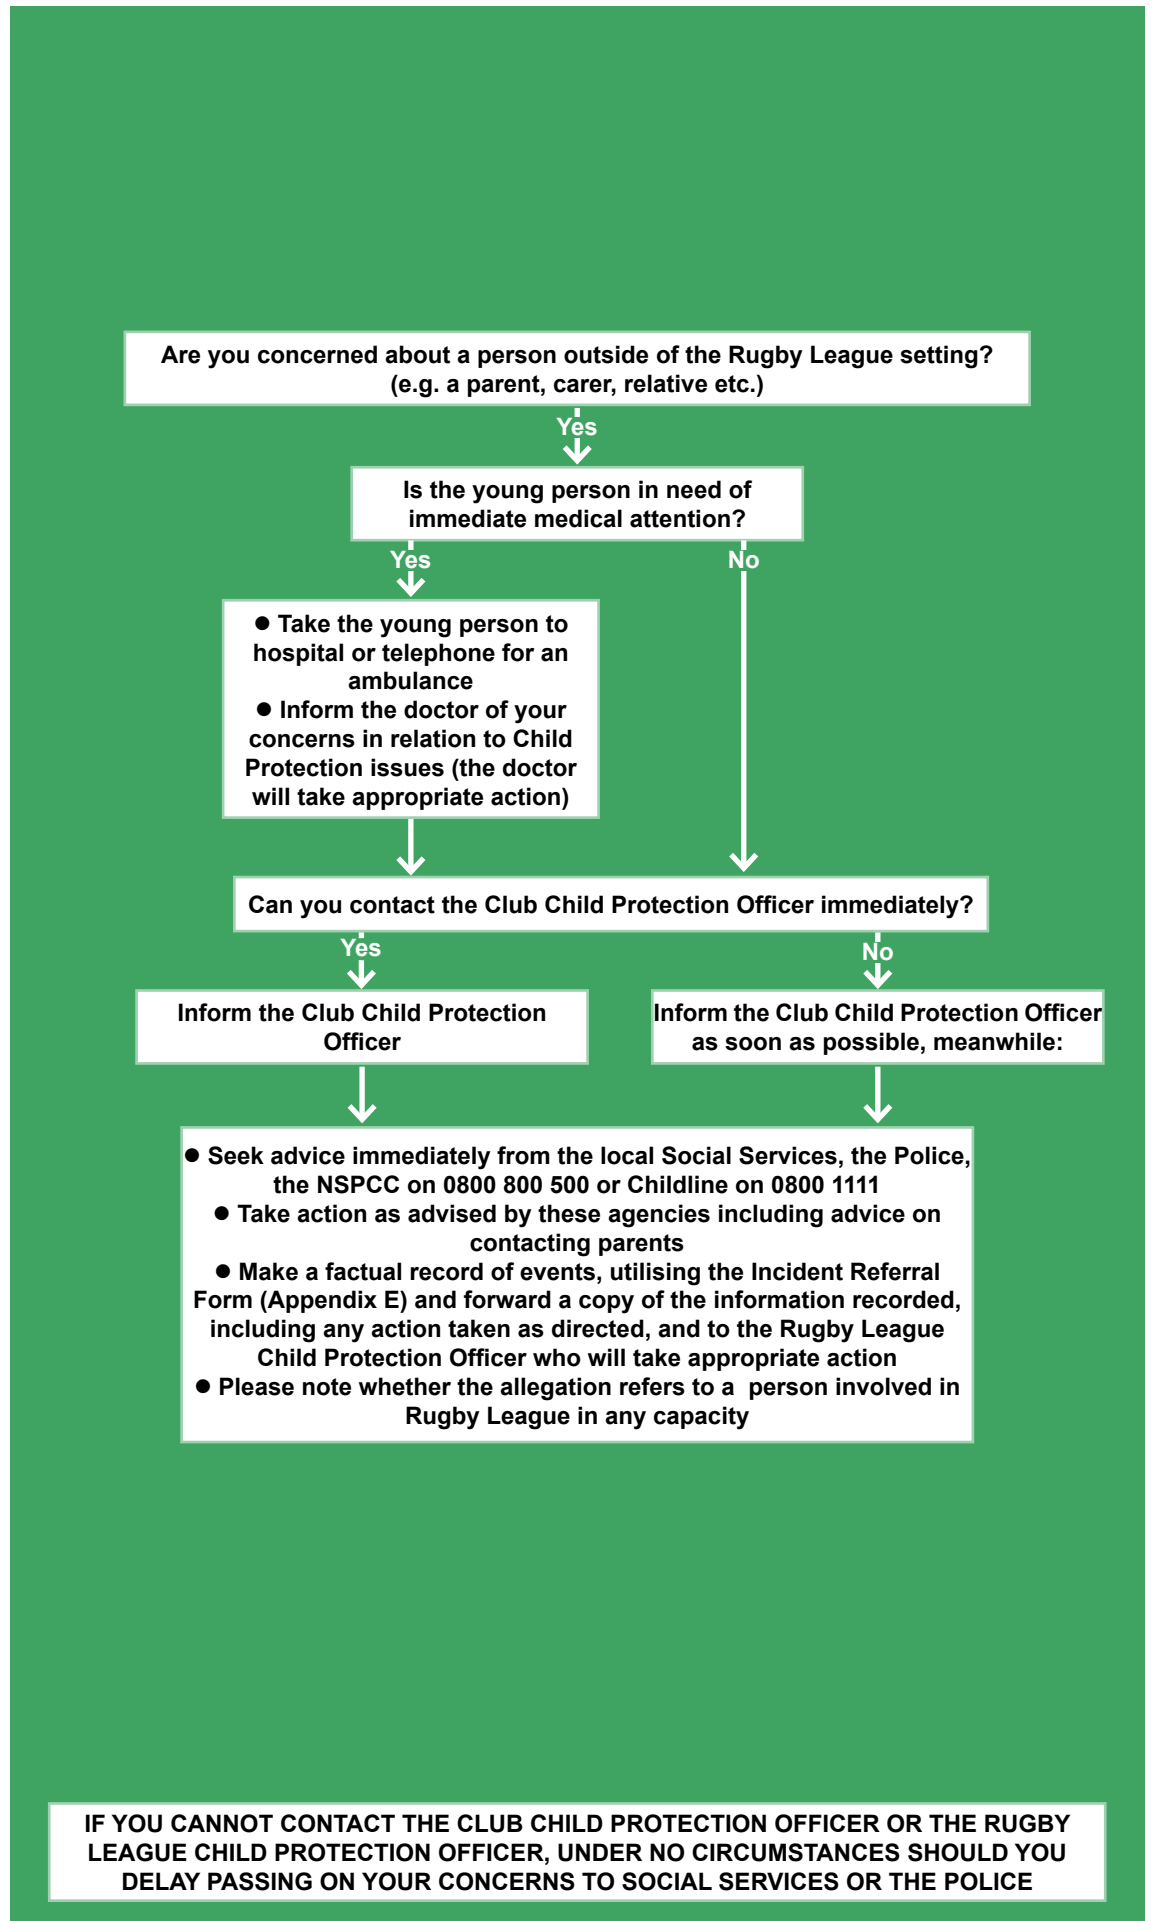 Are you concerned about a person outside of the Rugby League setting?
(e.g. a parent, carer, relative etc.)
Yes
Is the young person in need of
immediate medical attention?
Yes
No
● Take the young person to
hospital or telephone for an
ambulance
● Inform the doctor of your
concerns in relation to Child
Protection issues (the doctor
will take appropriate action)
Can you contact the Club Child Protection Officer immediately?
Yes
No
Inform the Club Child Protection
Officer
Inform the Club Child Protection Officer
as soon as possible, meanwhile:
● Seek advice immediately from the local Social Services, the Police,
the NSPCC on 0800 800 500 or Childline on 0800 1111
● Take action as advised by these agencies including advice on
contacting parents
● Make a factual record of events, utilising the Incident Referral
Form (Appendix E) and forward a copy of the information recorded,
including any action taken as directed, and to the Rugby League
Child Protection Officer who will take appropriate action
● Please note whether the allegation refers to a  person involved in
Rugby League in any capacity
IF YOU CANNOT CONTACT THE CLUB CHILD PROTECTION OFFICER OR THE RUGBY
LEAGUE CHILD PROTECTION OFFICER, UNDER NO CIRCUMSTANCES SHOULD YOU
DELAY PASSING ON YOUR CONCERNS TO SOCIAL SERVICES OR THE POLICE